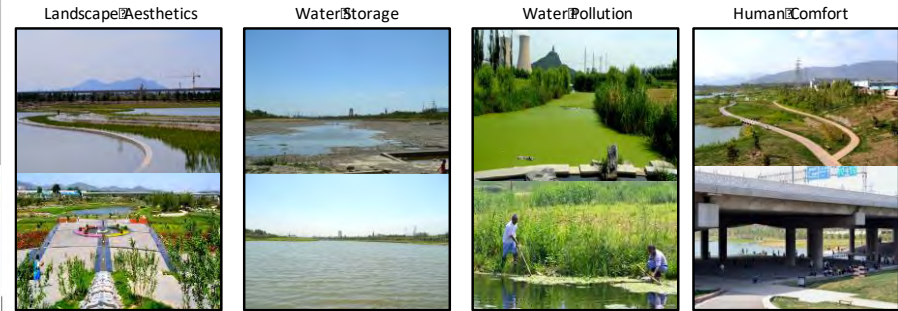 Landscape Aesthetics
Water Storage
Water Pollution
Human Comfort